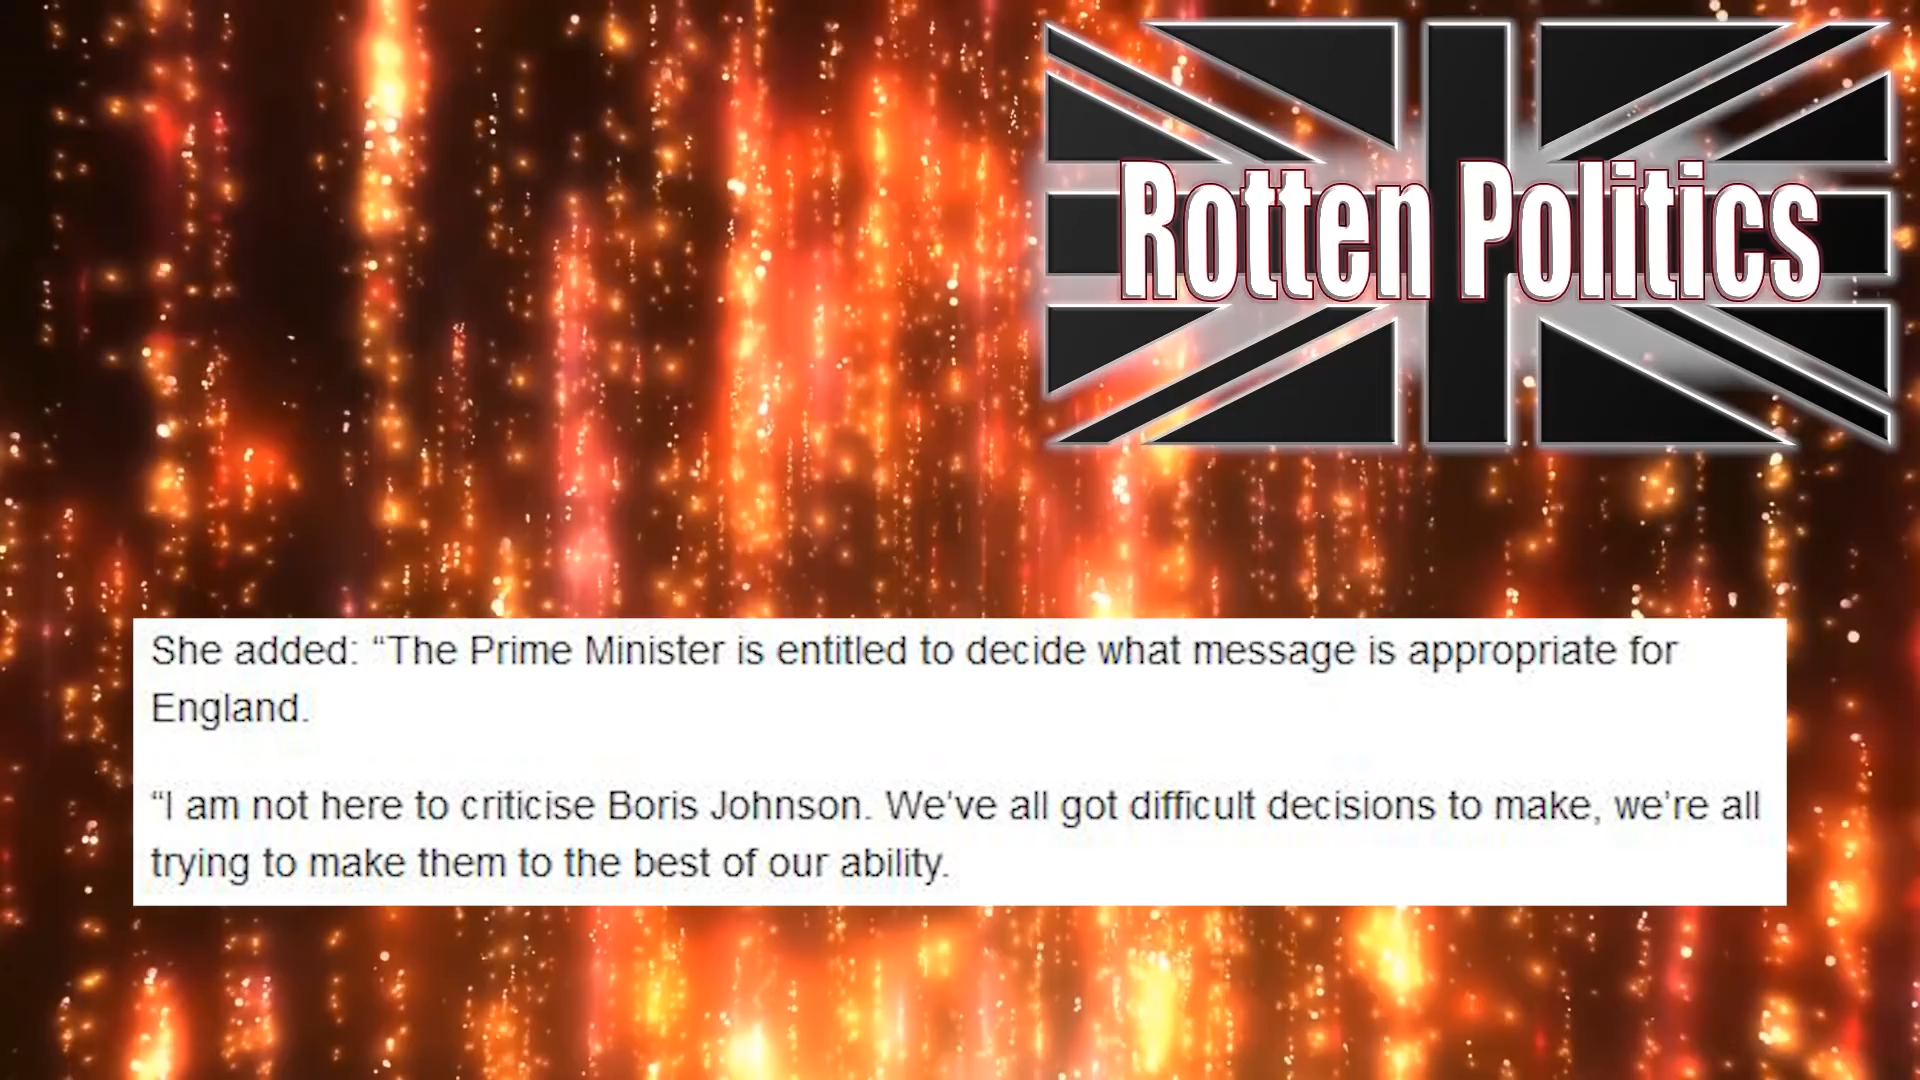 Rotten Politics
She added: “The Prime Minister is entitled to decide what message is appropriate for
England.
“I am not here to criticise Boris Johnson. We’ve all got difficult decisions to make, we’re all
trying to make them to the best of our ability.